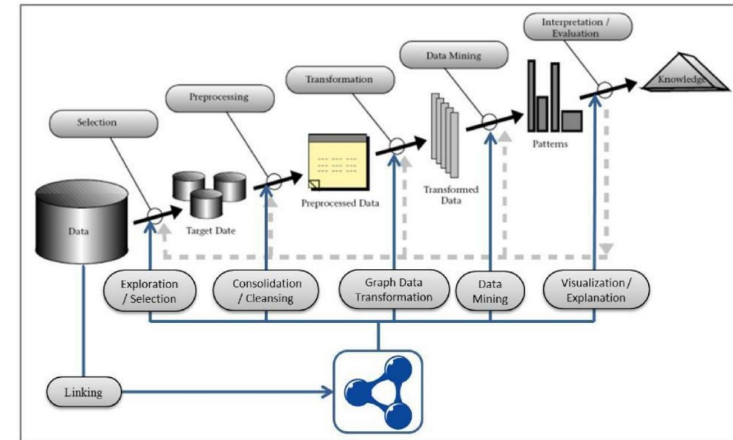 Interpretation /
Evaluation
Data Mining
Transformation
Preprocessing
Selection
Knowledge
Patterns
Transformed
Data
Preprocessed Data
Target Date
Data
Exploration
/ Selection
Consolidation
/ Cleansing
Graph Data
Transformation
Data
Mining
Visualization /
Explanation
Linking